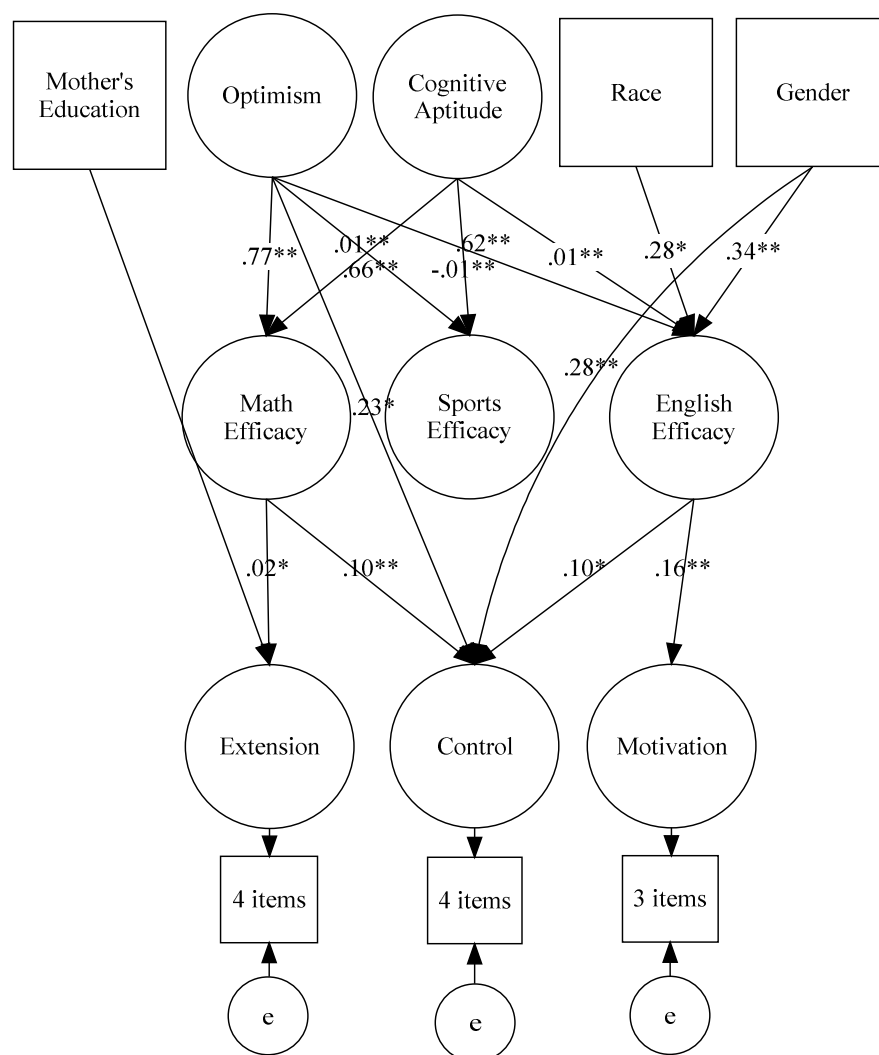 Mother's
Education
Optimism
Cognitive
Aptitude
Race
Gender
.77**
.01**
.66**
.62**
-.01**
.01**
.28*
.34**
.28**
.23*
Math
Efficacy
Sports
Efficacy
English
Efficacy
.02*
.10**
.10*
.16**
Extension
Control
Motivation
4 items
4 items
3 items
e
e
e